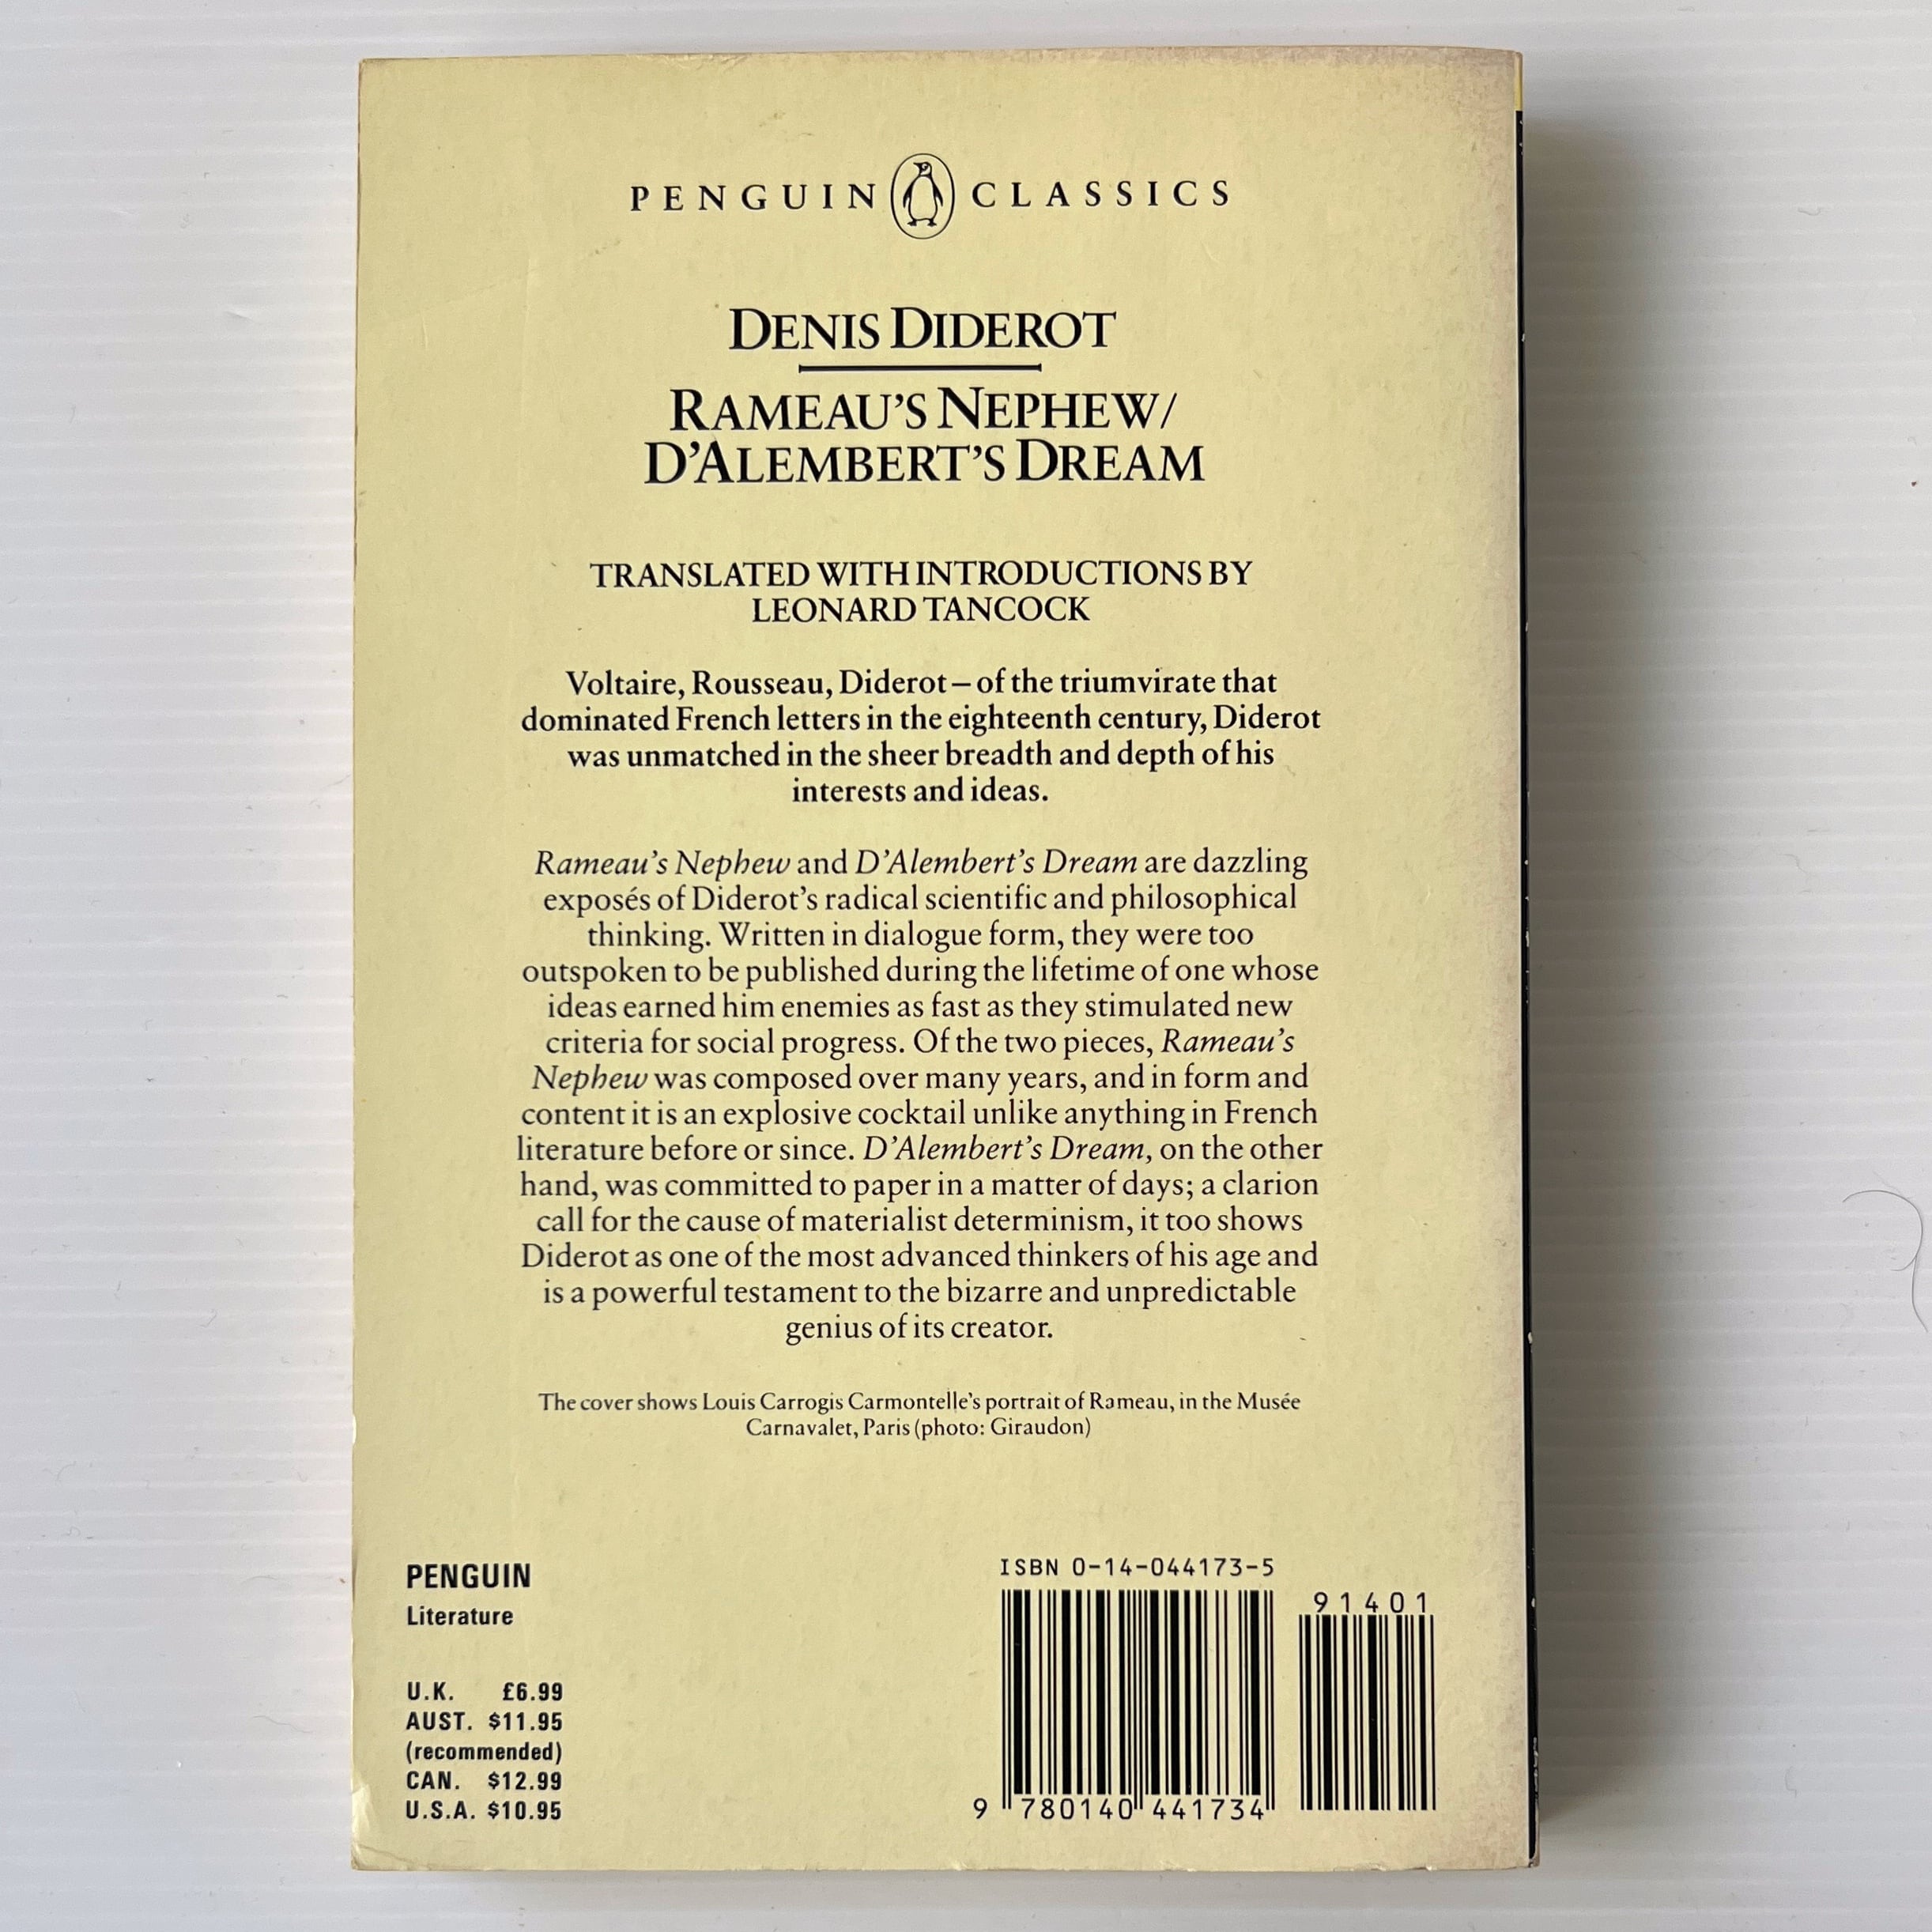 PENGUIN CLASSICS
DENIS DIDEROT
RAMEAU'S NEPHEW/
D'ALEMBERT'S DREAM
TRANSLATED WITH INTRODUCTIONS BY
LEONARD TANCOCK
Voltaire, Rousseau, Diderot – of the triumvirate that
dominated French letters in the eighteenth century, Diderot
was unmatched in the sheer breadth and depth of his
interests and ideas.
Rameau's Nephew and D'Alembert's Dream are dazzling
exposés of Diderot's radical scientific and philosophical
thinking. Written in dialogue form, they were too
outspoken to be published during the lifetime of one whose
ideas earned him enemies as fast as they stimulated new
criteria for social progress. Of the two pieces, Rameau's
Nephew was composed over many years, and in form and
content it is an explosive cocktail unlike anything in French
literature before or since. D'Alembert's Dream, on the other
hand, was committed to paper in a matter of days; a clarion
call for the cause of materialist determinism, it too shows
Diderot as one of the most advanced thinkers of his age and
is a powerful testament to the bizarre and unpredictable
genius of its creator.
The cover shows Louis Carrogis Carmontelle's portrait of Rameau, in the Musée
Carnavalet, Paris (photo: Giraudon)
PENGUIN
Literature
U.K. £6.99
AUST. $11.95
(recommended)
CAN. $12.99
U.S.A. $10.95
ISBN 0-14-044173-5
91401
9 780140 441734